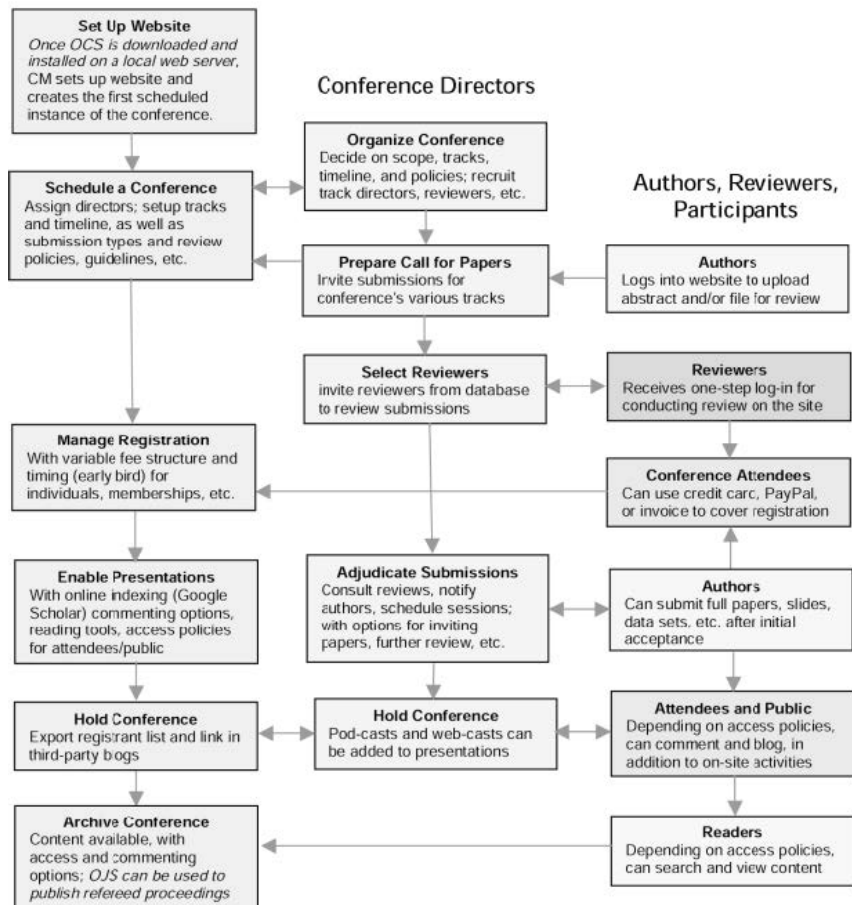 Set Up Website
Once OCS is downloaded and
installed on a local web server,
CM sets up website and
creates the first scheduled
instance of the conference.
Conference Directors
Organize Conference
Decide on scope, tracks,
timeline, and policies; recruit
track directors, reviewers, etc.
Authors, Reviewers,
Participants
Schedule a Conference
Assign directors; setup tracks
and timeline, as well as
submission types and review
policies, guidelines, etc.
Prepare Call for Papers
Invite submissions for
conference's various tracks
Authors
Logs into website to upload
abstract and/or file for review
Select Reviewers
invite reviewers from database
to review submissions
Reviewers
Receives one-step log-in for
conducting review on the site
Manage Registration
With variable fee structure and
timing (early bird) for
individuals, memberships, etc.
Conference Attendees
Can use credit card, PayPal,
or invoice to cover registration
Enable Presentations
With online indexing (Google
Scholar) commenting options,
reading tools, access policies
for attendees/public
Adjudicate Submissions
Consult reviews, notify
authors, schedule sessions;
with options for inviting
papers, further review, etc.
Authors
Can submit full papers, slides,
data sets, etc. after initial
acceptance
Hold Conference
Export registrant list and link in
third-party blogs
Hold Conference
Pod-casts and web-casts can
be added to presentations
Attendees and Public
Depending on access policies,
can comment and blog, in
addition to on-site activities
Archive Conference
Content available, with
access and commenting
options; OJS can be used to
publish refereed proceedings
Readers
Depending on access policies,
can search and view content